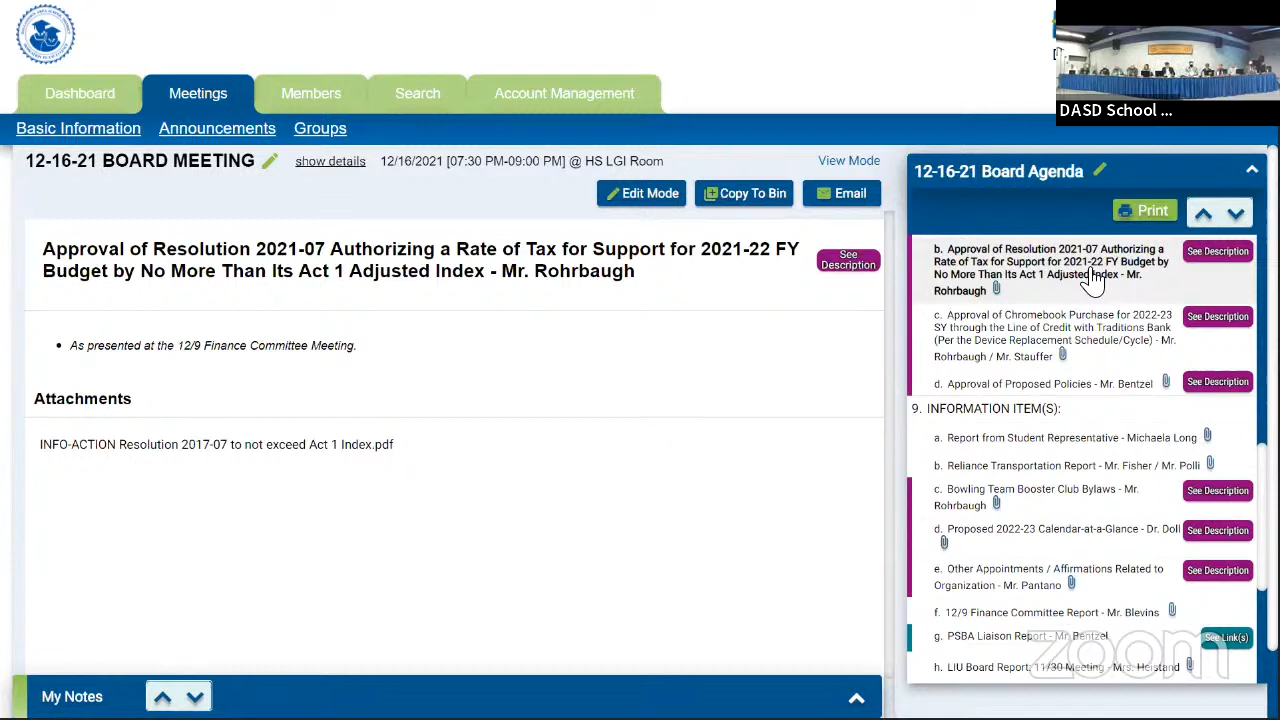 DASD School ...
Dashboard
Meetings
Members
Search
Account Management
Basic Information
Announcements
Groups
12-16-21 BOARD MEETING
show details
12/16/2021 [07:30 PM-09:00 PM] @ HS LGI Room
View Mode
Edit Mode
Copy To Bin
Email
Approval of Resolution 2021-07 Authorizing a Rate of Tax for Support for 2021-22 FY
Budget by No More Than Its Act 1 Adjusted Index - Mr. Rohrbaugh
See
Description
As presented at the 12/9 Finance Committee Meeting.
Attachments
INFO-ACTION Resolution 2017-07 to not exceed Act 1 Index.pdf
My Notes
12-16-21 Board Agenda
Print
b. Approval of Resolution 2021-07 Authorizing a
Rate of Tax for Support for 2021-22 FY Budget by
No More Than Its Act 1 Adjusted Index - Mr.
Rohrbaugh
See Description
c. Approval of Chromebook Purchase for 2022-23
SY through the Line of Credit with Traditions Bank
(Per the Device Replacement Schedule/Cycle) - Mr.
Rohrbaugh / Mr. Stauffer
See Description
d. Approval of Proposed Policies - Mr. Bentzel
See Description
9. INFORMATION ITEM(S):
a. Report from Student Representative - Michaela Long
b. Reliance Transportation Report - Mr. Fisher / Mr. Polli
c. Bowling Team Booster Club Bylaws - Mr.
Rohrbaugh
See Description
d. Proposed 2022-23 Calendar-at-a-Glance - Dr. Doll
See Description
e. Other Appointments / Affirmations Related to
Organization - Mr. Pantano
See Description
f. 12/9 Finance Committee Report - Mr. Blevins
g. PSBA Liaison Report - Mr. Bentzel
See Link(s)
h. LIU Board Report: 11/30 Meeting - Mrs. Heistand
zoom